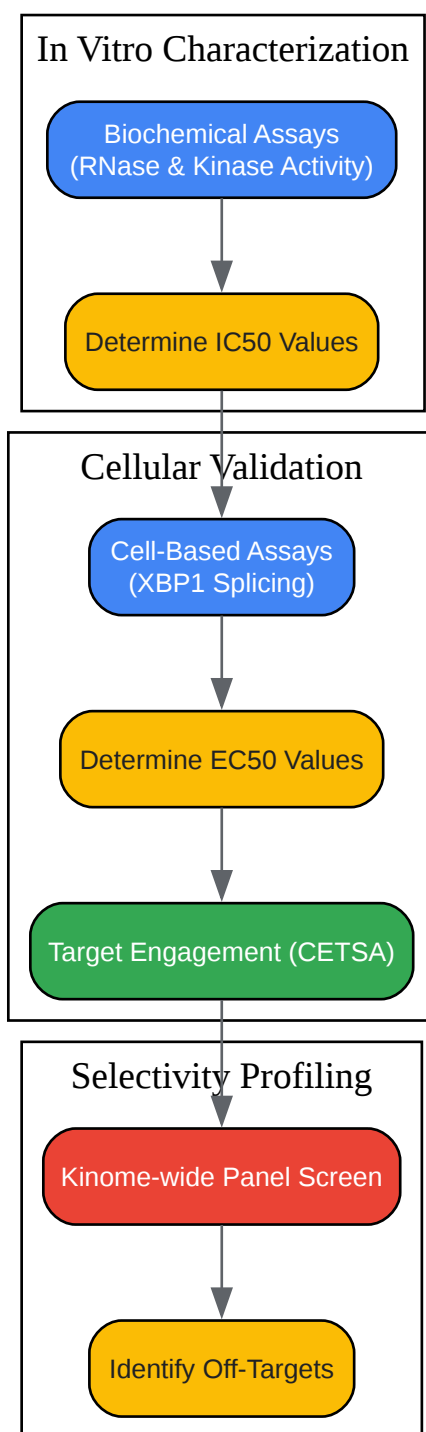 In Vitro Characterization
Biochemical Assays
(RNase & Kinase Activity)
Determine IC50 Values
Cellular Validation
Cell-Based Assays
(XBP1 Splicing)
Determine EC50 Values
Target Engagement (CETSA)
Selectivity Profiling
Kinome-wide Panel Screen
Identify Off-Targets